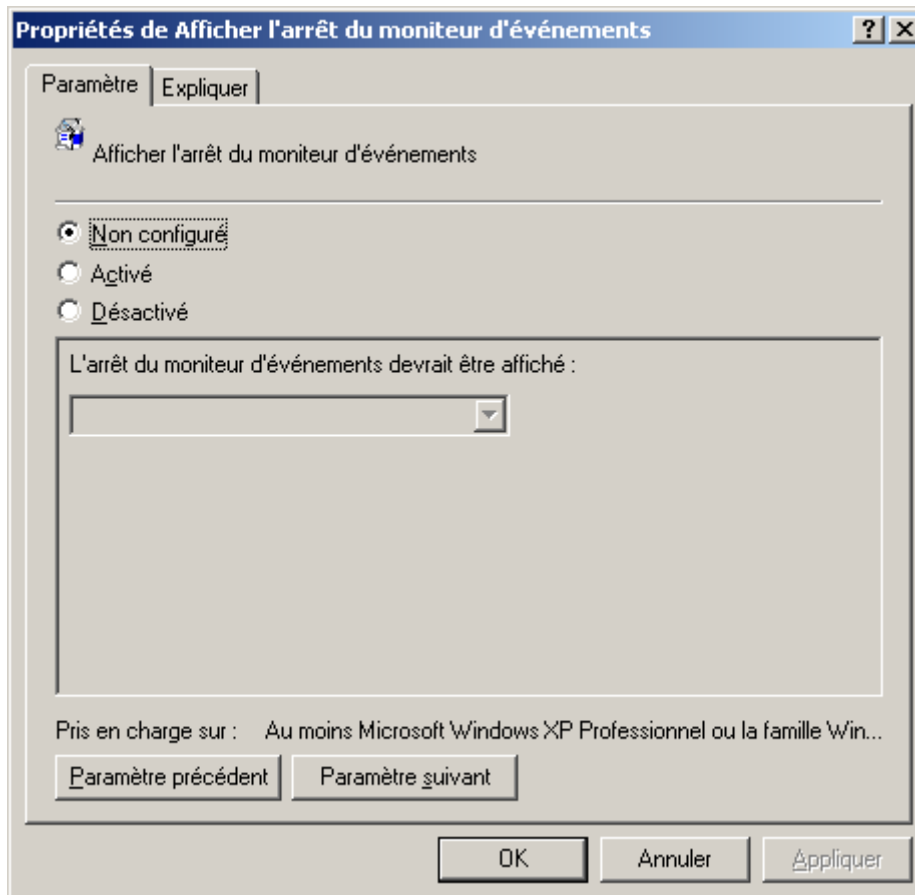 Propriétés de Afficher l'arrêt du moniteur d'événements
Paramètre
Expliquer
Afficher l'arrêt du moniteur d'événements
Non configuré
Activé
Désactivé
L'arrêt du moniteur d'événements devrait être affiché :
Pris en charge sur : Au moins Microsoft Windows XP Professionnel ou la famille Win...
Paramètre précédent
Paramètre suivant
OK
Annuler
Appliquer